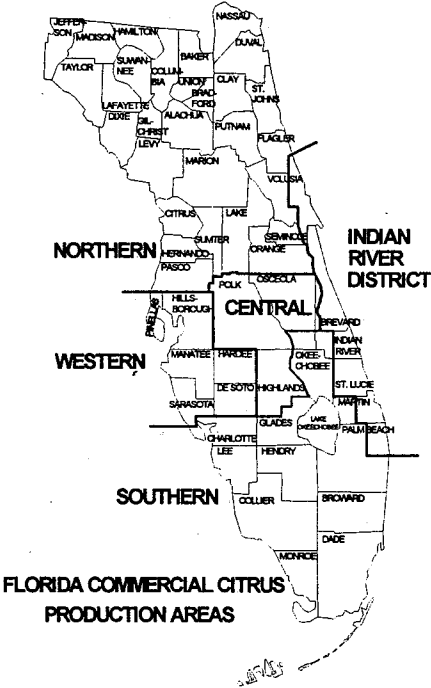 NASSAU
JEFFER-
SON
MADISON
HAMILTON
DUVAL
BAKER
TAYLOR
SUWAN-
NEE
COLUM-
BIA
UNION
BRAD-
FORD
CLAY
ST.
JOHNS
LAFAYETTE
DIXIE
GIL-
CHRIST
ALACHUA
PUTNAM
FLAGLER
LEVY
MARION
VOLUSIA
CITRUS
LAKE
SUMTER
SEMINOLE
ORANGE
HERNANDO
PASCO
NORTHERN
INDIAN
RIVER
DISTRICT
POLK
OSCEOLA
HILLS-
BOROUGH
PINELLAS
CENTRAL
BREVARD
INDIAN
RIVER
WESTERN
MANATEE
HARDEE
OKEE-
CHOBEE
DE SOTO
HIGHLANDS
ST. LUCIE
SARASOTA
MARTIN
GLADES
LAKE
OKEECHOBEE
PALM BEACH
CHARLOTTE
LEE
HENDRY
SOUTHERN
COLLIER
BROWARD
DADE
MONROE
FLORIDA COMMERCIAL CITRUS
PRODUCTION AREAS